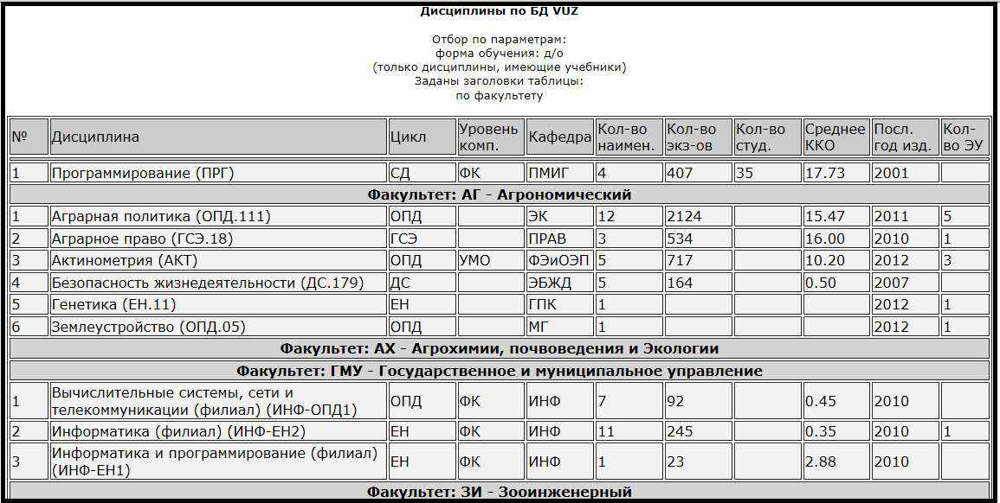 Дисциплины по БД VUZ
Отбор по параметрам:
форма обучения: д/о
(только дисциплины, имеющие учебники)
Заданы заголовки таблицы:
по факультету
№ Дисциплина Цикл Уровень комп. Кафедра Кол-во наимен. Кол-во экз-ов Кол-во студ. Среднее ККО Посл. год изд. Кол-во ЭУ
1 Программирование (ПРГ) СД ФК ПМИГ 4 407 35 17.73 2001
Факультет: АГ - Агрономический
1 Аграрная политика (ОПД.111) ОПД ЭК 12 2124 15.47 2011 5
2 Аграрное право (ГСЭ.18) ГСЭ ПРАВ 3 534 16.00 2010 1
3 Актинометрия (АКТ) ОПД УМО ФЭиОЭП 5 717 10.20 2012 3
4 Безопасность жизнедеятельности (ДС.179) ДС ЭБЖД 5 164 0.50 2007
5 Генетика (ЕН.11) ЕН ГПК 1 2012 1
6 Землеустройство (ОПД.05) ОПД МГ 1 2012 1
Факультет: АХ - Агрохимии, почвоведения и Экологии
Факультет: ГМУ - Государственное и муниципальное управление
1 Вычислительные системы, сети и телекоммуникации (филиал) (ИНФ-ОПД1) ОПД ФК ИНФ 7 92 0.45 2010
2 Информатика (филиал) (ИНФ-ЕН2) ЕН ФК ИНФ 11 245 0.35 2010 1
3 Информатика и программирование (филиал) (ИНФ-ЕН1) ЕН ФК ИНФ 1 23 2.88 2010
Факультет: ЗИ - Зооинженерный